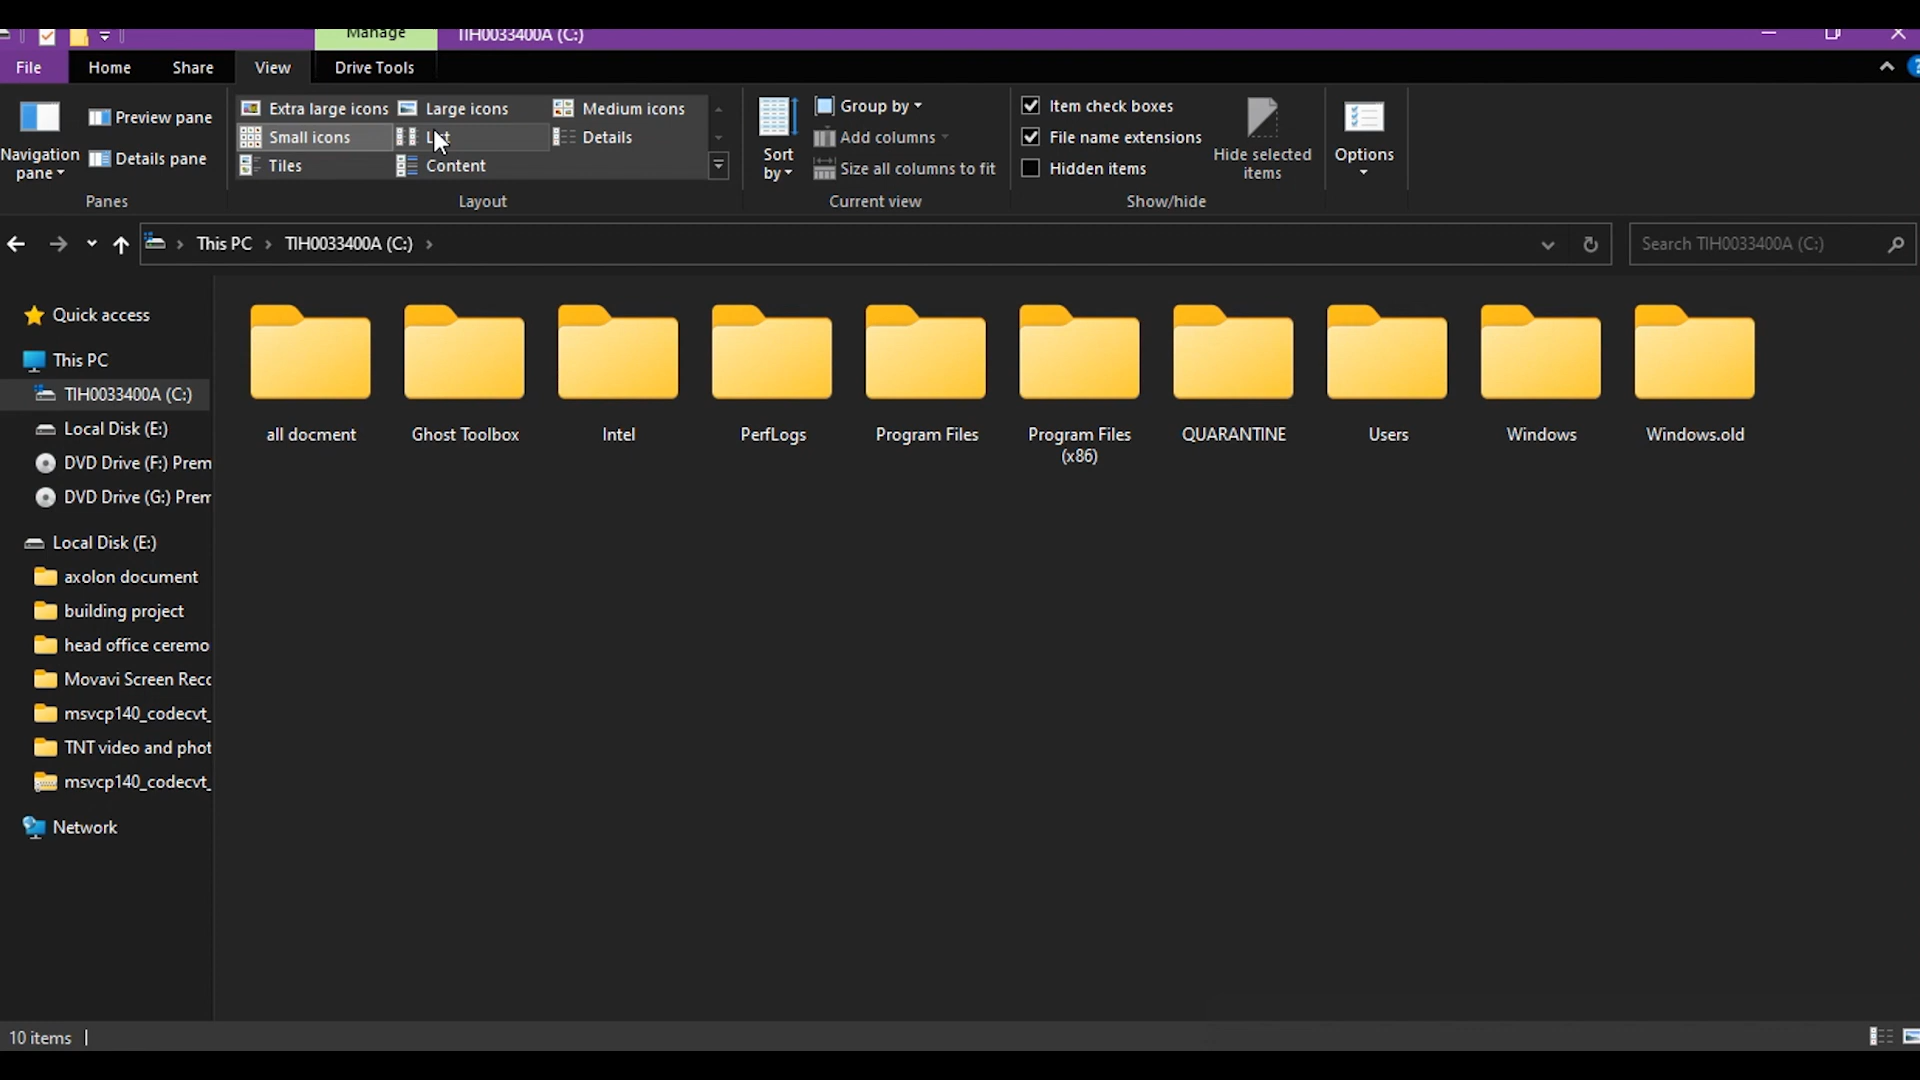 Manage
TIH0033400A (C:)
File
Home
Share
View
Drive Tools
Navigation
pane
Preview pane
Details pane
Panes
Extra large icons
Large icons
Medium icons
Small icons
Details
Tiles
Content
Layout
Sort
by
Group by
Add columns
Size all columns to fit
Current view
Item check boxes
File name extensions
Hidden items
Hide selected
items
Show/hide
Options
This PC
TIH0033400A (C:)
Search TIH0033400A (C:)
Quick access
This PC
TIH0033400A (C:)
Local Disk (E:)
DVD Drive (F:) Prem
DVD Drive (G:) Prem
Local Disk (E:)
axolon document
building project
head office ceremo
Movavi Screen Recc
msvcp140_codecvt_
TNT video and phot
msvcp140_codecvt_
Network
all docment
Ghost Toolbox
Intel
PerfLogs
Program Files
Program Files
(x86)
QUARANTINE
Users
Windows
Windows.old
10 items